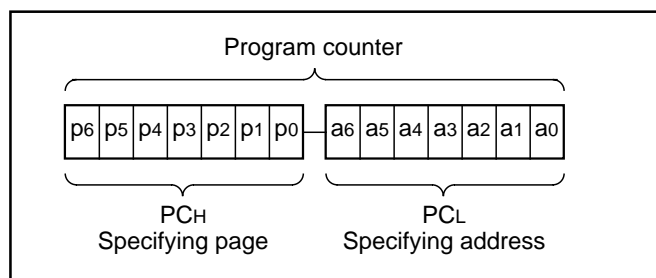 Program counter
p6 p5 p4 p3 p2 p1 p0 a6 a5 a4 a3 a2 a1 a0
PCH PCL
Specifying page Specifying address